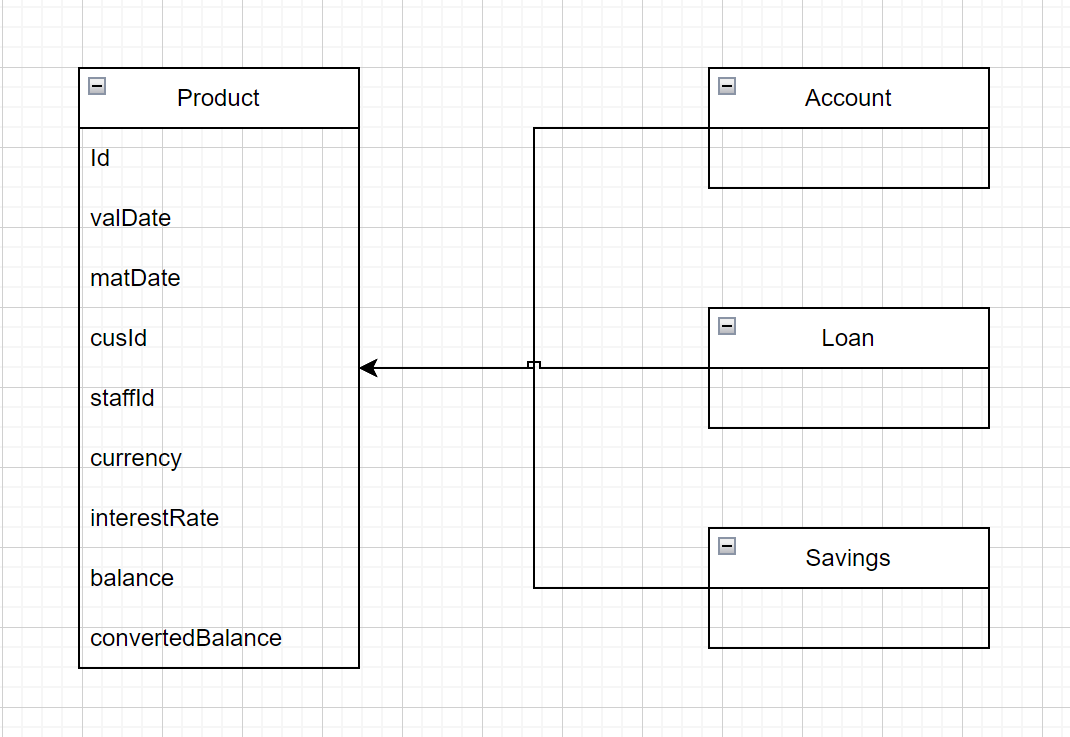 Product
Id
valDate
matDate
cusId
staffId
currency
interestRate
balance
convertedBalance
Account
Loan
Savings